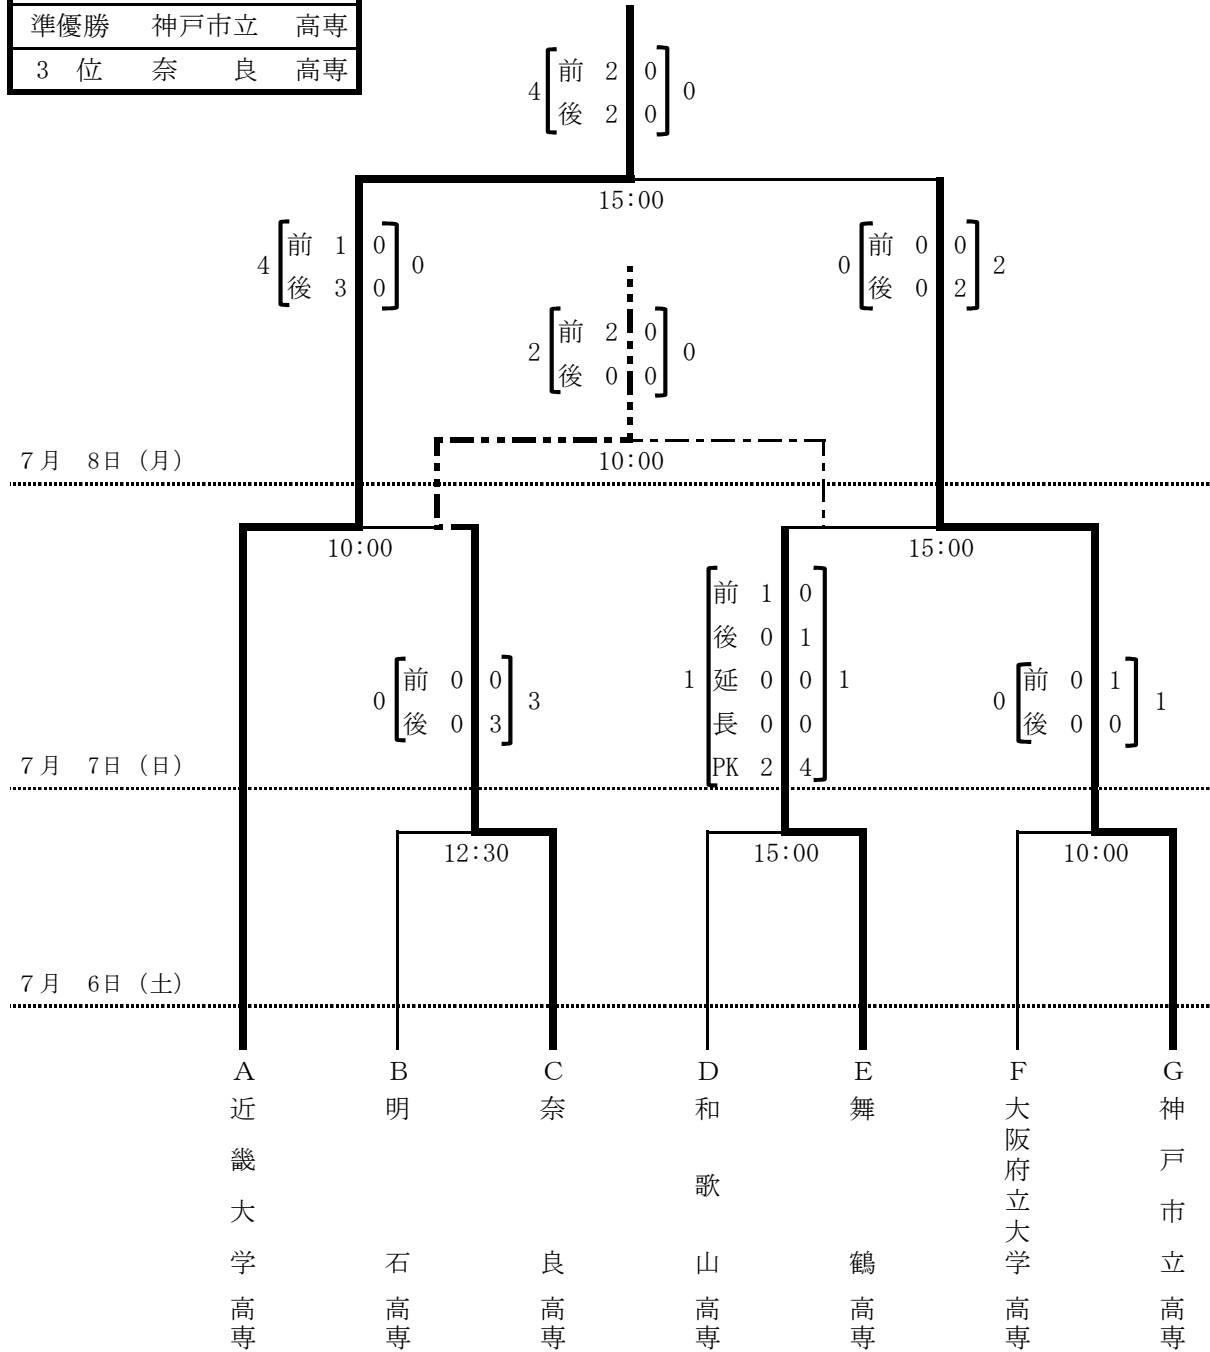 準優勝 神戸市立 高専
3 位 奈 良 高専
4 前 2 0 0
後 2 0
15:00
4 前 1 0 0
後 3 0
0 前 0 0 2
後 0 2
2 前 2 0 0
後 0 0
7月 8日 (月)
10:00
10:00
15:00
前 1 0
後 0 1
1 延 0 0 1
長 0 0
PK 2 4
0 前 0 0 3
後 0 3
0 前 0 1 1
後 0 0
7月 7日 (日)
12:30
15:00
10:00
7月 6日 (土)
A
B
C
D
E
F
G
近畿大学高専
明石高専
奈良高専
和歌山高専
舞鶴高専
大阪府立大学高専
神戸市立高専